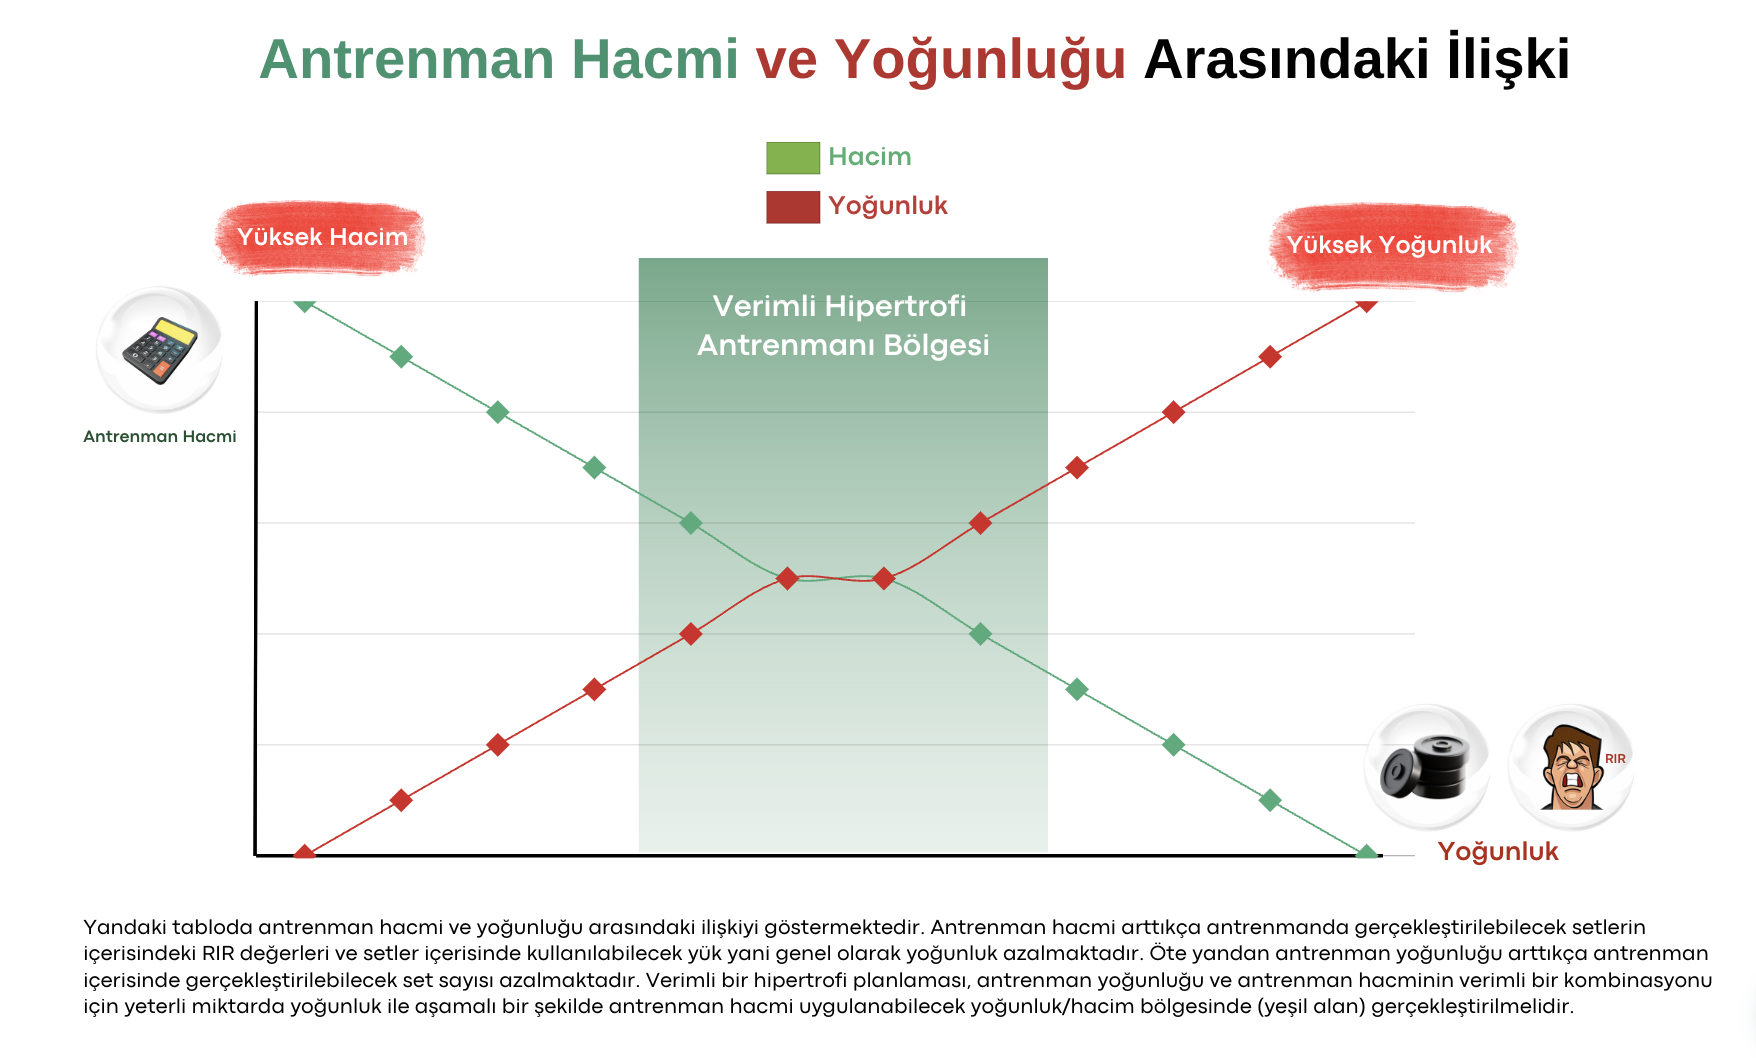 Antrenman Hacmi ve Yoğunluğu Arasındaki İlişki
Hacim
Yoğunluk
Yüksek Hacim
Yüksek Yoğunluk
Verimli Hipertrofi
Antrenmanı Bölgesi
Antrenman Hacmi
RIR
Yoğunluk
Yandaki tabloda antrenman hacmi ve yoğunluğu arasındaki ilişkiyi göstermektedir. Antrenman hacmi arttıkça antrenmanda gerçekleştirilebilecek setlerin
içerisindeki RIR değerleri ve setler içerisinde kullanılabilecek yük yani genel olarak yoğunluk azalmaktadır. Öte yandan antrenman yoğunluğu arttıkça antrenman
içerisinde gerçekleştirilebilecek set sayısı azalmaktadır. Verimli bir hipertrofi planlaması, antrenman yoğunluğu ve antrenman hacminin verimli bir kombinasyonu
için yeterli miktarda yoğunluk ile aşamalı bir şekilde antrenman hacmi uygulanabilecek yoğunluk/hacim bölgesinde (yeşil alan) gerçekleştirilmelidir.